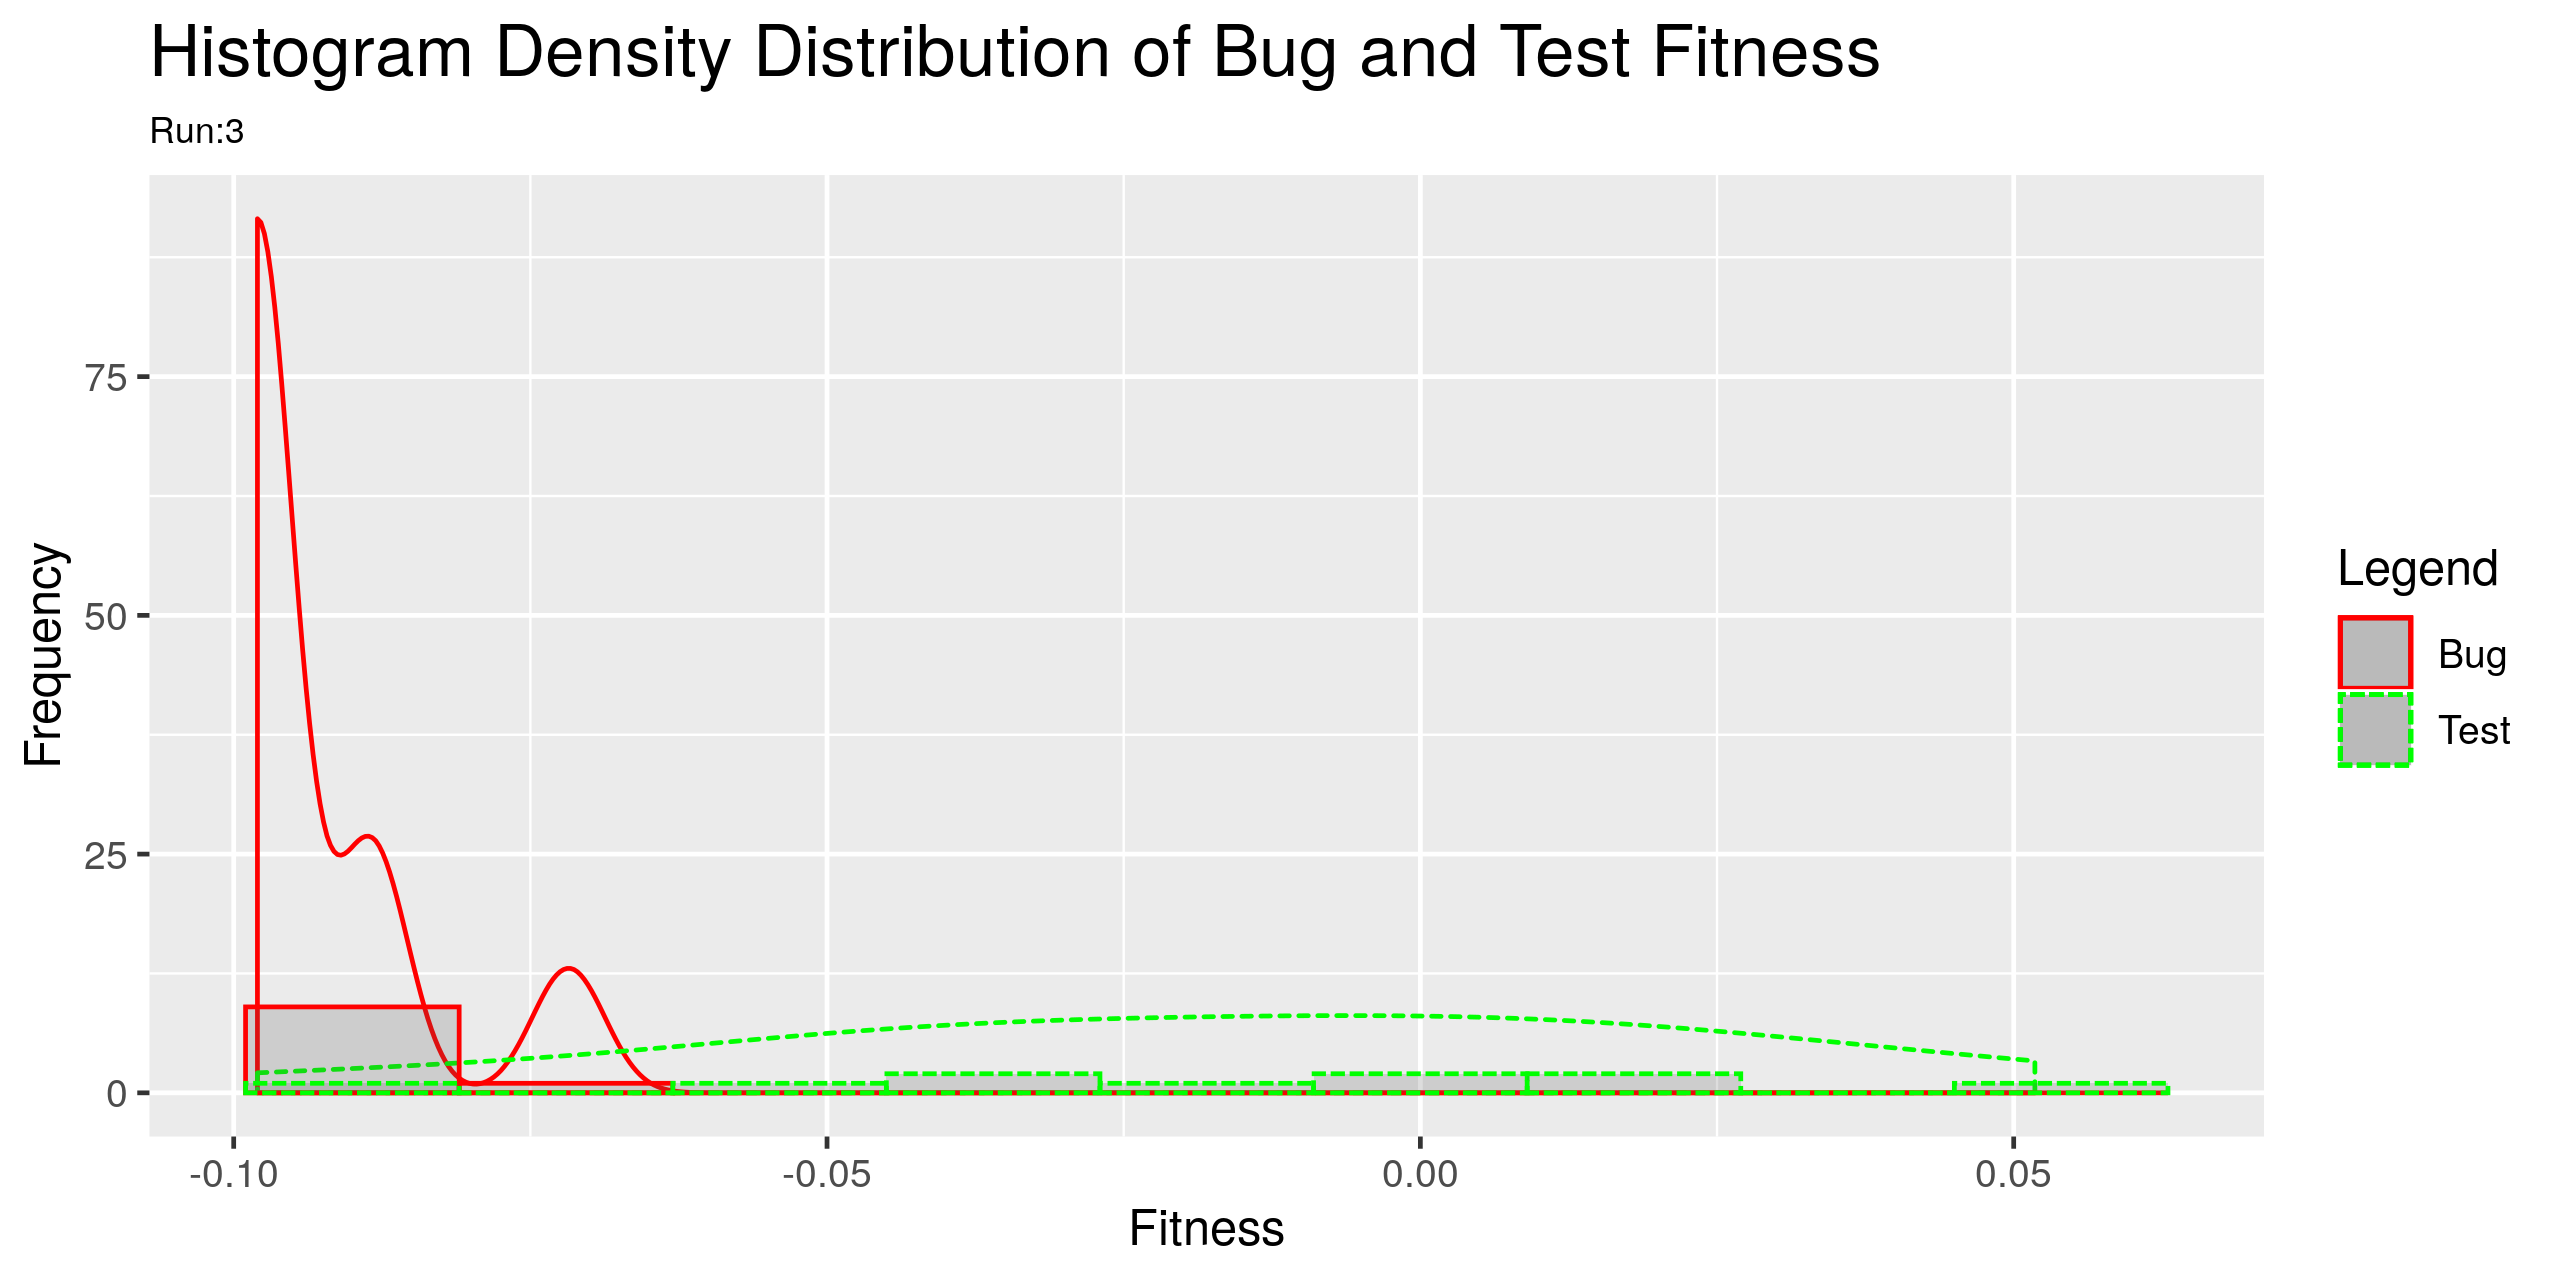 Histogram Density Distribution of Bug and Test Fitness
Run:3
Frequency
75
50
25
0
-0.10
-0.05
0.00
0.05
Fitness
Legend
Bug
Test